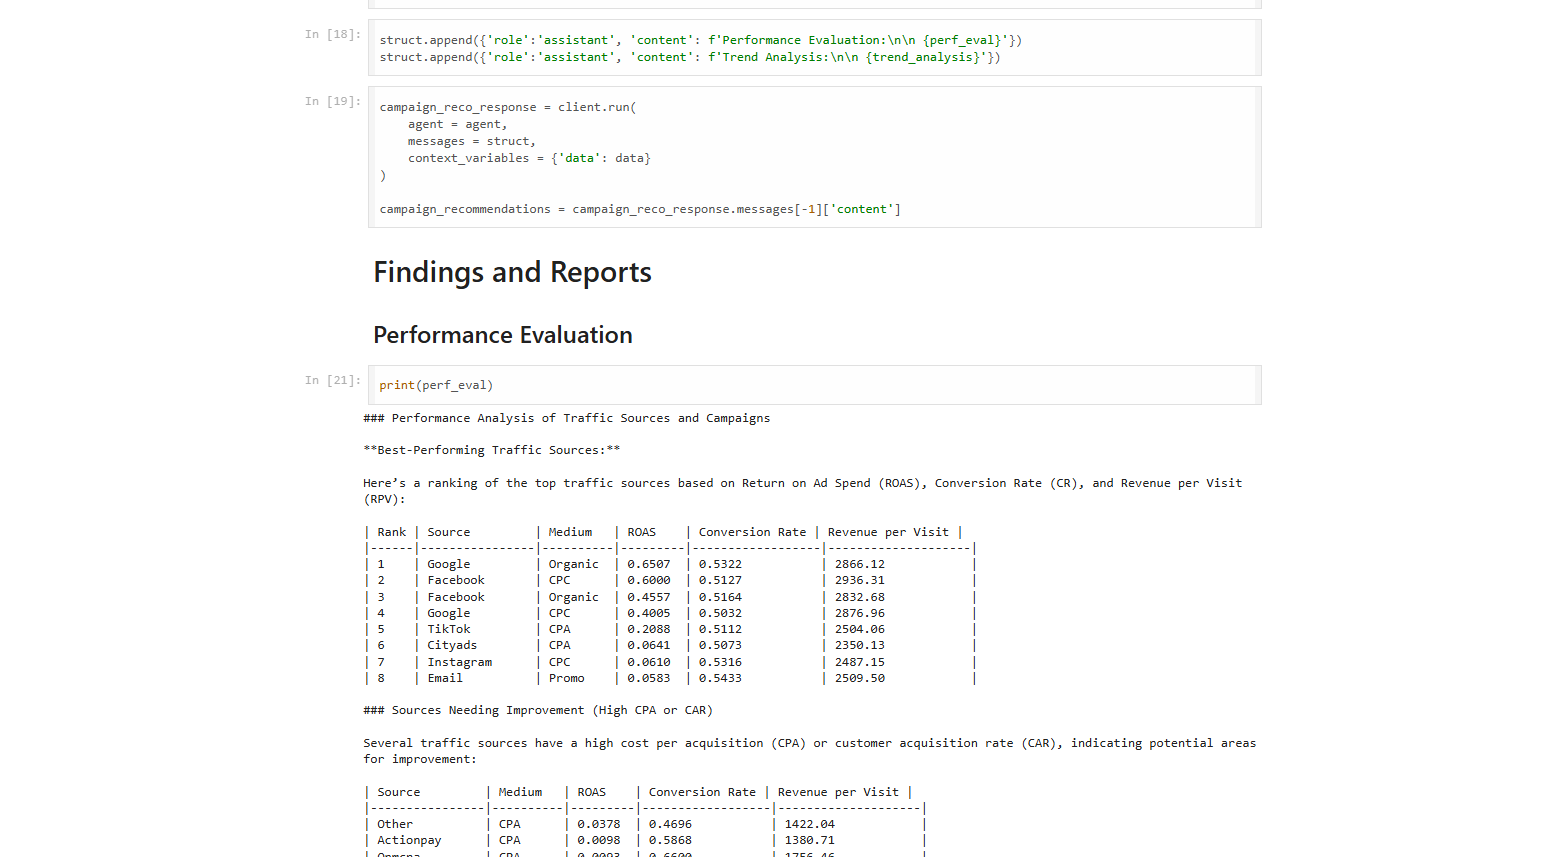 In [18]:
struct.append({'role':'assistant', 'content': f'Performance Evaluation:\n\n {perf_eval}'})
struct.append({'role':'assistant', 'content': f'Trend Analysis:\n\n {trend_analysis}'})
In [19]:
campaign_reco_response = client.run(
    agent = agent,
    messages = struct,
    context_variables = {'data': data}
)
campaign_recommendations = campaign_reco_response.messages[-1]['content']
Findings and Reports
Performance Evaluation
In [21]:
print(perf_eval)
### Performance Analysis of Traffic Sources and Campaigns
**Best-Performing Traffic Sources:**
Here’s a ranking of the top traffic sources based on Return on Ad Spend (ROAS), Conversion Rate (CR), and Revenue per Visit
(RPV):
| Rank | Source         | Medium   | ROAS    | Conversion Rate | Revenue per Visit |
|------|----------------|----------|---------|------------------|--------------------|
| 1    | Google         | Organic  | 0.6507  | 0.5322           | 2866.12            |
| 2    | Facebook       | CPC      | 0.6000  | 0.5127           | 2936.31            |
| 3    | Facebook       | Organic  | 0.4557  | 0.5164           | 2832.68            |
| 4    | Google         | CPC      | 0.4005  | 0.5032           | 2876.96            |
| 5    | TikTok         | CPA      | 0.2088  | 0.5112           | 2504.06            |
| 6    | Cityads        | CPA      | 0.0641  | 0.5073           | 2350.13            |
| 7    | Instagram      | CPC      | 0.0610  | 0.5316           | 2487.15            |
| 8    | Email          | Promo    | 0.0583  | 0.5433           | 2509.50            |
### Sources Needing Improvement (High CPA or CAR)
Several traffic sources have a high cost per acquisition (CPA) or customer acquisition rate (CAR), indicating potential areas
for improvement:
| Source         | Medium   | ROAS    | Conversion Rate | Revenue per Visit |
|----------------|----------|---------|------------------|--------------------|
| Other          | CPA      | 0.0378  | 0.4696           | 1422.04            |
| Actionpay      | CPA      | 0.0098  | 0.5868           | 1380.71            |